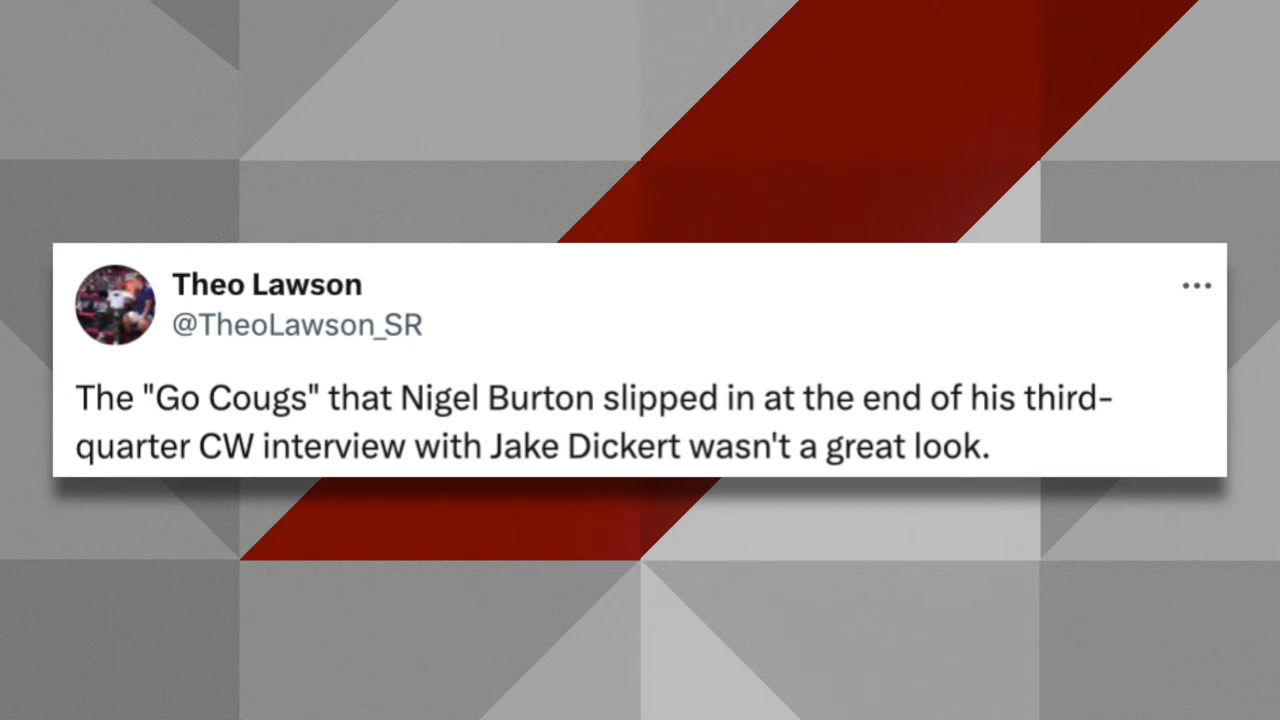 Theo Lawson
@TheoLawson_SR
The "Go Cougs" that Nigel Burton slipped in at the end of his third-
quarter CW interview with Jake Dickert wasn't a great look.